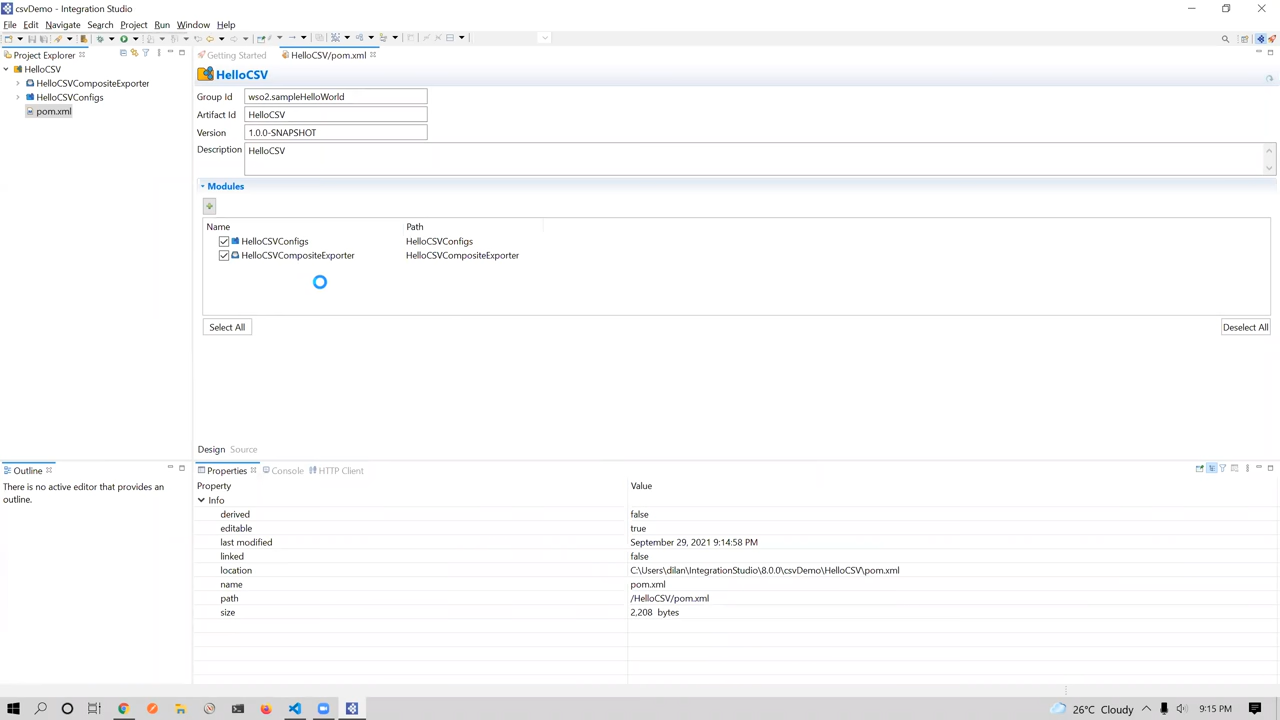 csvDemo - Integration Studio
File Edit Navigate Search Project Run Window Help
Project Explorer
HelloCSV
HelloCSVCompositeExporter
HelloCSVConfigs
pom.xml
Getting Started
HelloCSV/pom.xml
HelloCSV
Group Id wso2.sampleHelloWorld
Artifact Id HelloCSV
Version 1.0.0-SNAPSHOT
Description HelloCSV
Modules
Name Path
HelloCSVConfigs HelloCSVConfigs
HelloCSVCompositeExporter HelloCSVCompositeExporter
Select All
Deselect All
Design Source
Outline
There is no active editor that provides an
outline.
Properties Console HTTP Client
Property Value
Info
derived false
editable true
last modified September 29, 2021 9:14:58 PM
linked false
location C:\Users\dilan\IntegrationStudio\8.0.0\csvDemo\HelloCSV\pom.xml
name pom.xml
path /HelloCSV/pom.xml
size 2,208 bytes
26°C Cloudy 9:15 PM